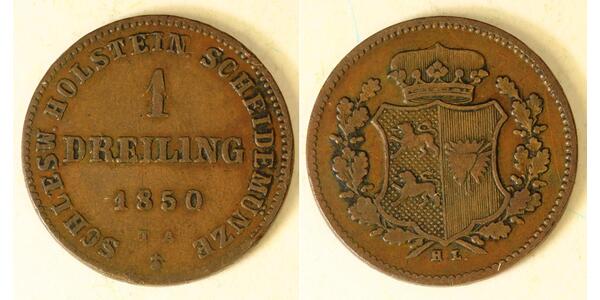 SCHLESW HOLSTEIN SCHEIDEMÜNZE
1
DREILING
1850
H L.